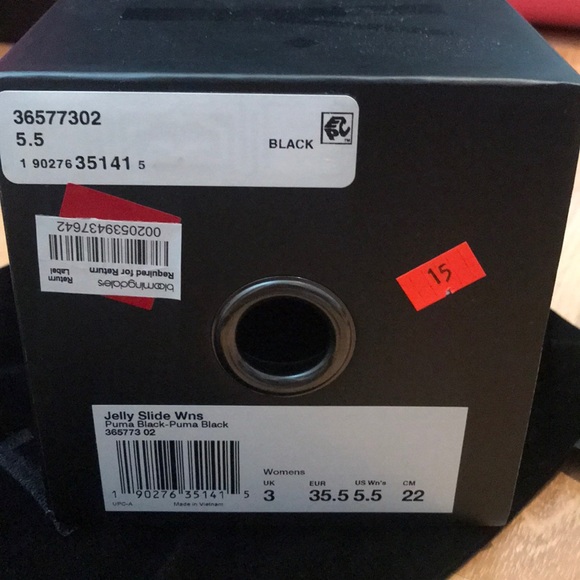 36577302
5.5
BLACK
EPC
™
1 90276 35141 5
0020539437642
Return
Label
Required for Return
bloomingdales
15
Jelly Slide Wns
Puma Black-Puma Black
365773 02
1 90276 35141 5
UPC-A
Made in Vietnam
Womens
UK EUR US Wn's CM
3 35.5 5.5 22